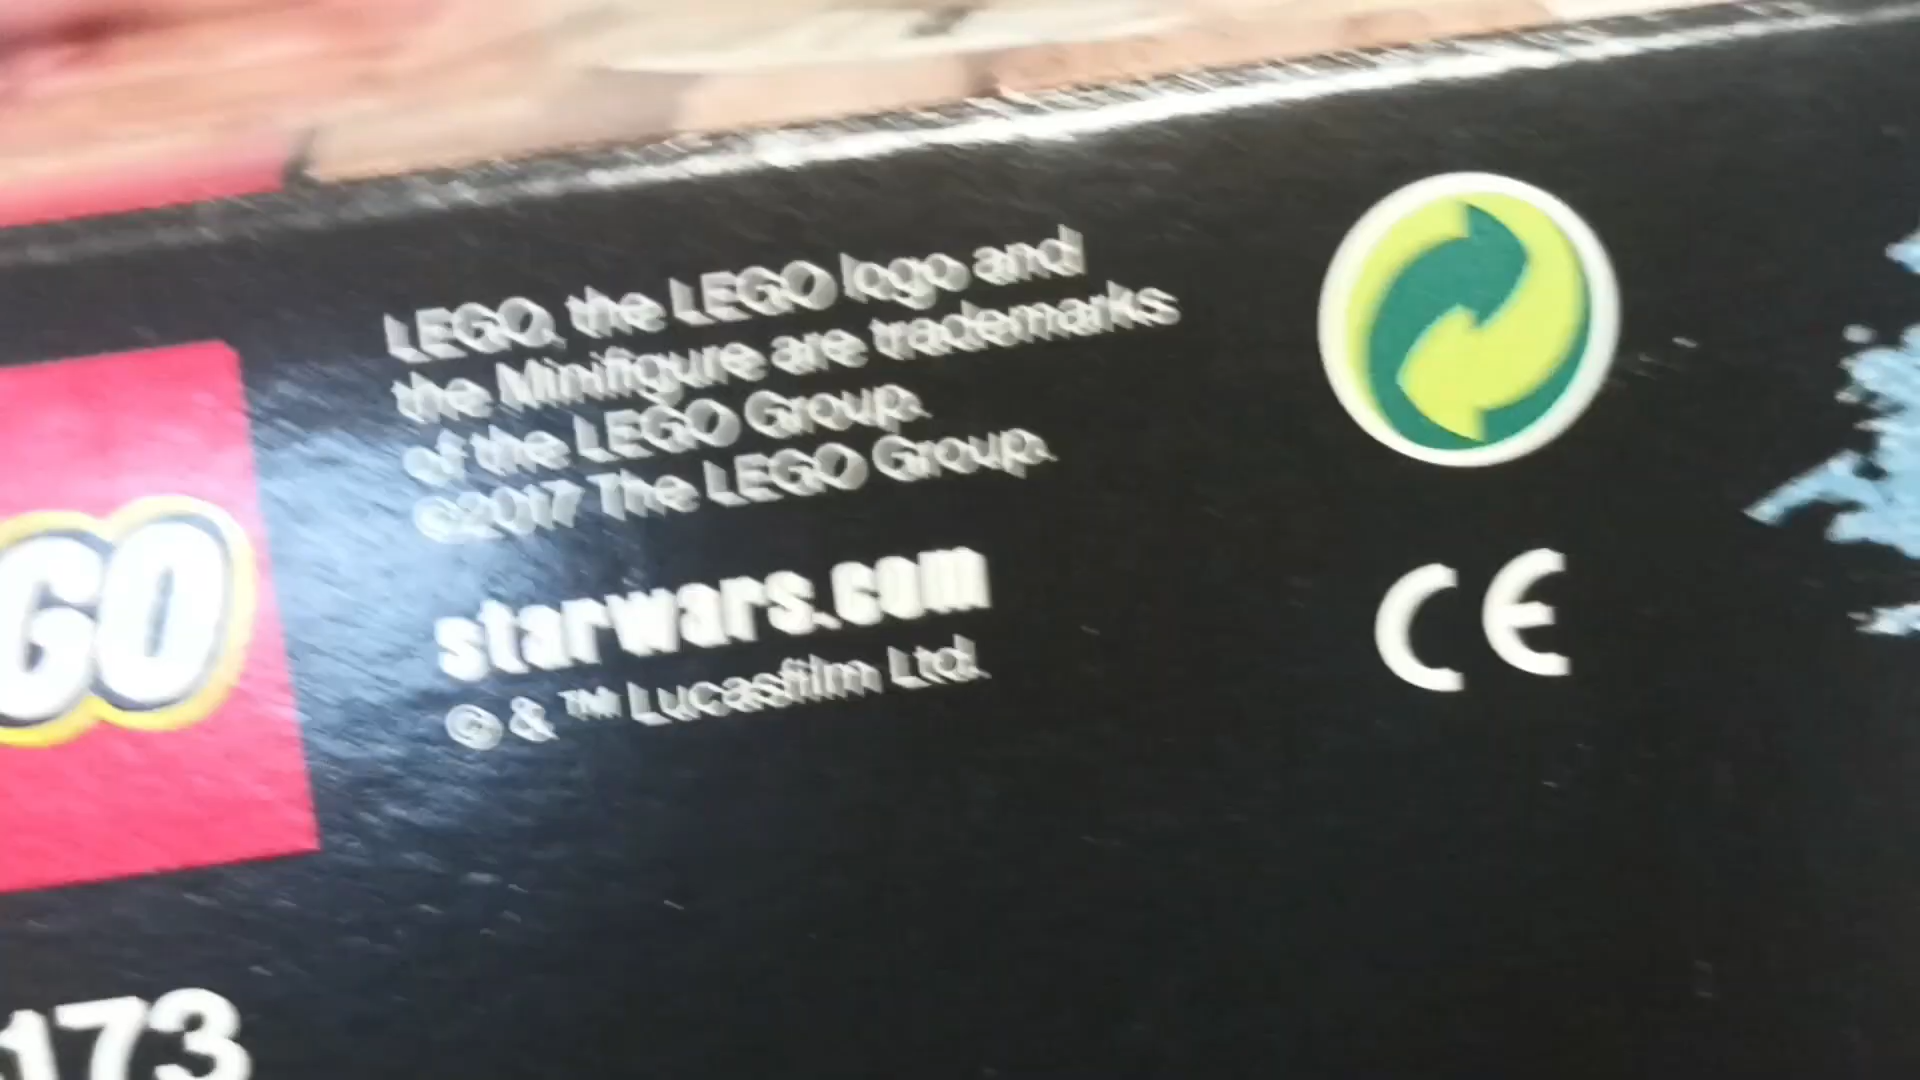 LEGO, the LEGO logo and
the Minifigure are trademarks
of the LEGO Group.
©2017 The LEGO Group.
starwars.com
© & ™ Lucasfilm Ltd.
CE
GO
173